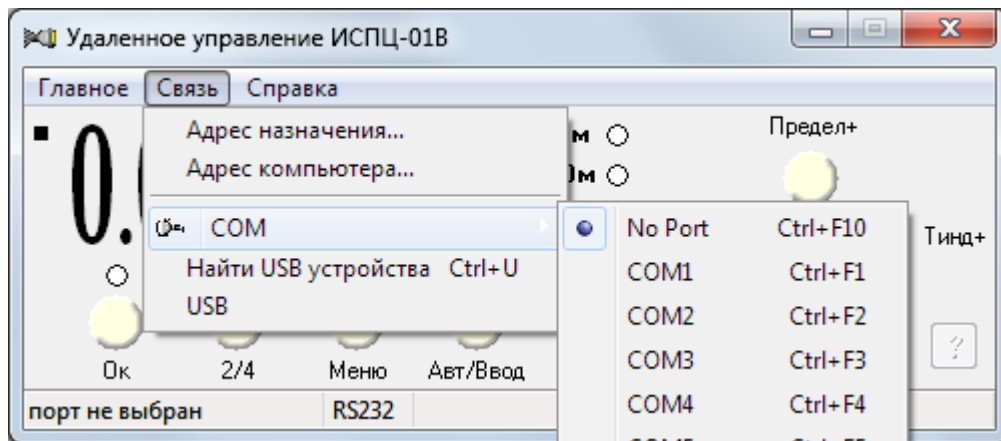 Удаленное управление ИСПЦ-01В
Главное Связь Справка
0.
Адрес назначения...
м
Предел+
Адрес компьютера...
м
COM
No Port Ctrl+F10
Тинд+
Найти USB устройства Ctrl+U
COM1 Ctrl+F1
USB
COM2 Ctrl+F2
COM3 Ctrl+F3
?
Ок 2/4 Меню Авт/Ввод
порт не выбран RS232
COM4 Ctrl+F4